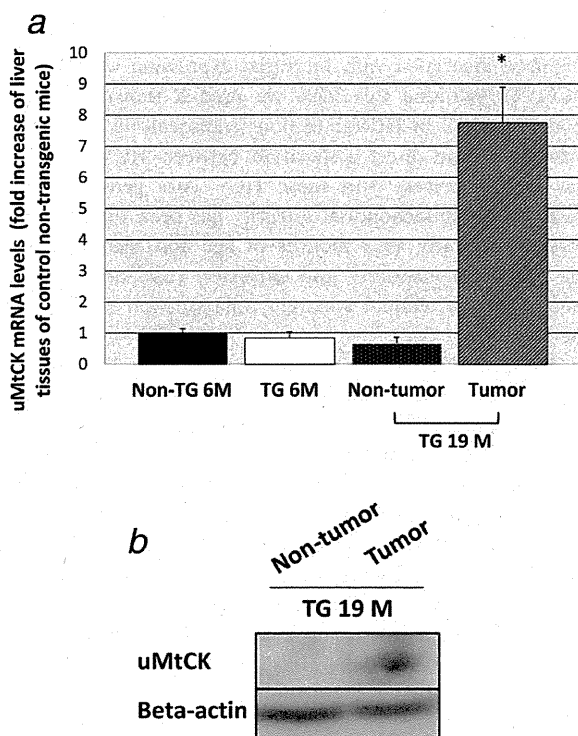 a
uMtCK mRNA levels (fold increase of liver
tissues of control non-transgenic mice)
10
9
8
7
6
5
4
3
2
1
0
*
Non-TG 6M TG 6M Non-tumor Tumor
TG 19 M
b
Non-tumor Tumor
TG 19 M
uMtCK
Beta-actin